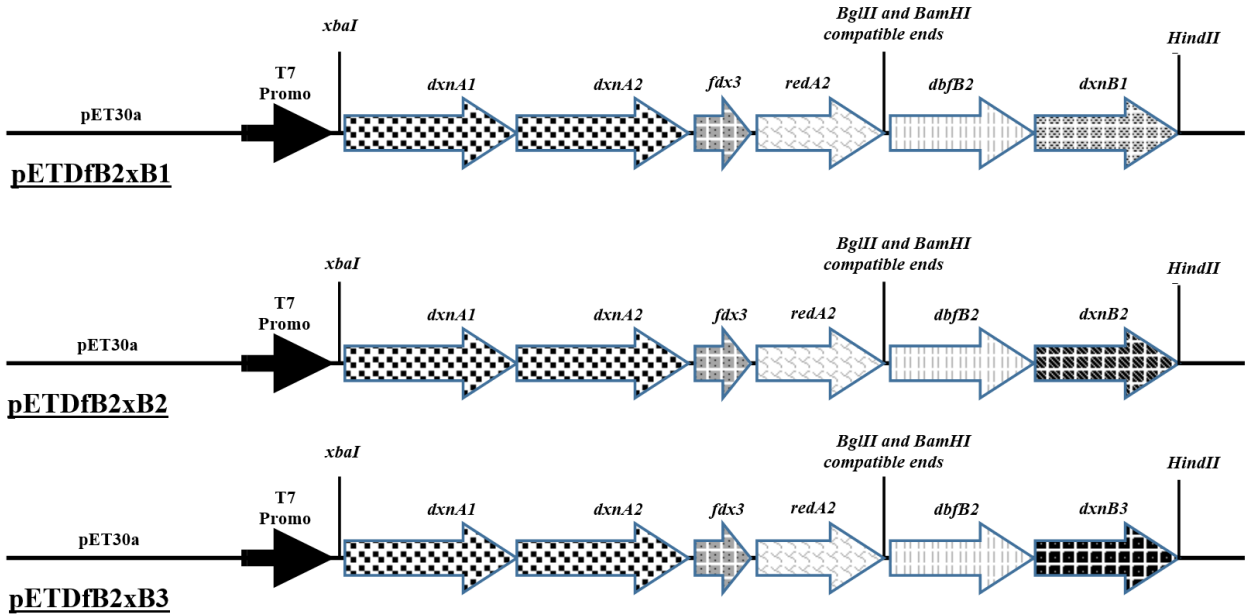 BglII and BamHI
compatible ends
xbaI
HindII
T7
Promo
dxnA1
dxnA2
fdx3
redA2
dbfB2
dxnB1
pET30a
pETDfB2xB1
BglII and BamHI
compatible ends
xbaI
HindII
T7
Promo
dxnA1
dxnA2
fdx3
redA2
dbfB2
dxnB2
pET30a
pETDfB2xB2
BglII and BamHI
compatible ends
xbaI
HindII
T7
Promo
dxnA1
dxnA2
fdx3
redA2
dbfB2
dxnB3
pET30a
pETDfB2xB3